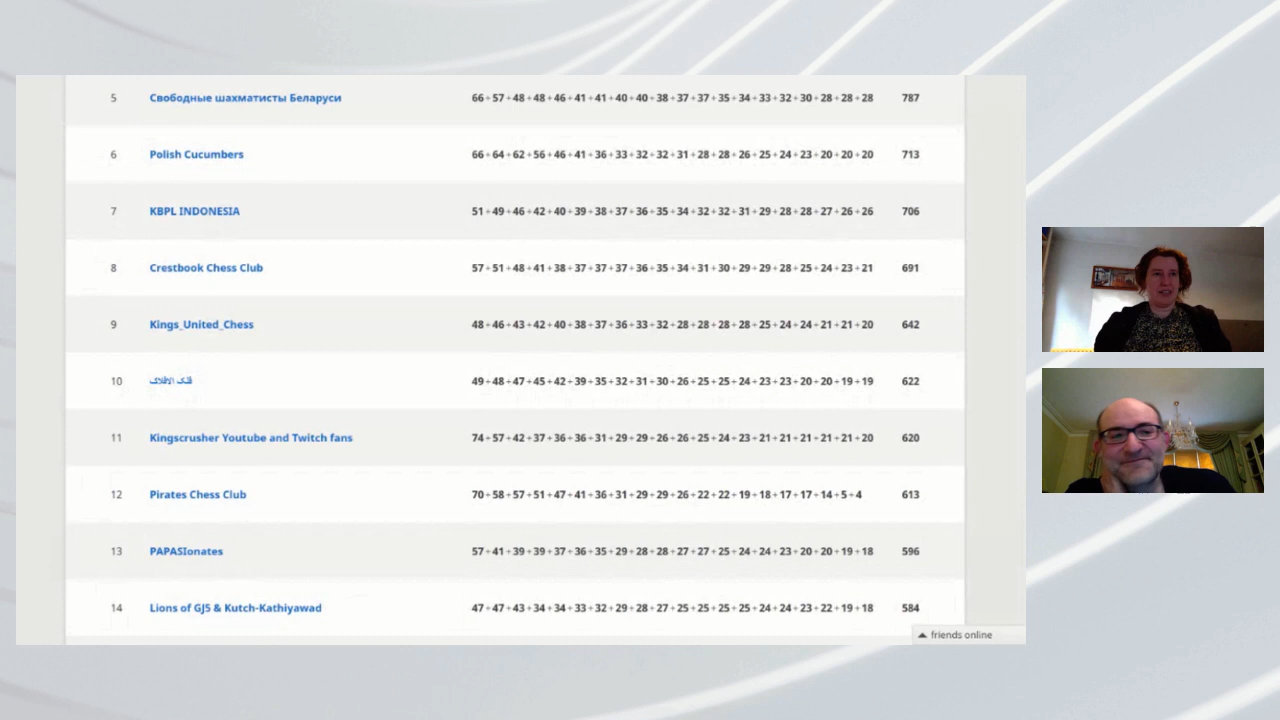 5 Свободные шахматисты Беларуси 66+57+48+48+46+41+41+40+40+38+37+37+35+34+33+32+30+28+28+28 787
6 Polish Cucumbers 66+64+62+56+46+41+36+33+32+32+31+28+28+26+25+24+23+20+20+20 713
7 KBPL INDONESIA 51+49+46+42+40+39+38+37+36+35+34+32+32+31+29+28+28+27+26+26 706
8 Crestbook Chess Club 57+51+48+41+38+37+37+37+36+35+34+31+30+29+29+28+25+24+23+21 691
9 Kings_United_Chess 48+46+43+42+40+38+37+36+33+32+28+28+28+28+25+24+24+21+21+20 642
10 فلك الافلاك 49+48+47+45+42+39+35+32+31+30+26+25+25+24+23+23+20+20+19+19 622
11 Kingscrusher Youtube and Twitch fans 74+57+42+37+36+36+31+29+29+26+26+25+24+23+21+21+21+21+21+20 620
12 Pirates Chess Club 70+58+57+51+47+41+36+31+29+29+26+22+22+19+18+17+17+14+5+4 613
13 PAPASIonates 57+41+39+39+37+36+35+29+28+28+27+27+25+24+24+23+20+20+19+18 596
14 Lions of GJ5 & Kutch-Kathiyawad 47+47+43+34+34+33+32+29+28+27+25+25+25+25+24+24+23+22+19+18 584
friends online